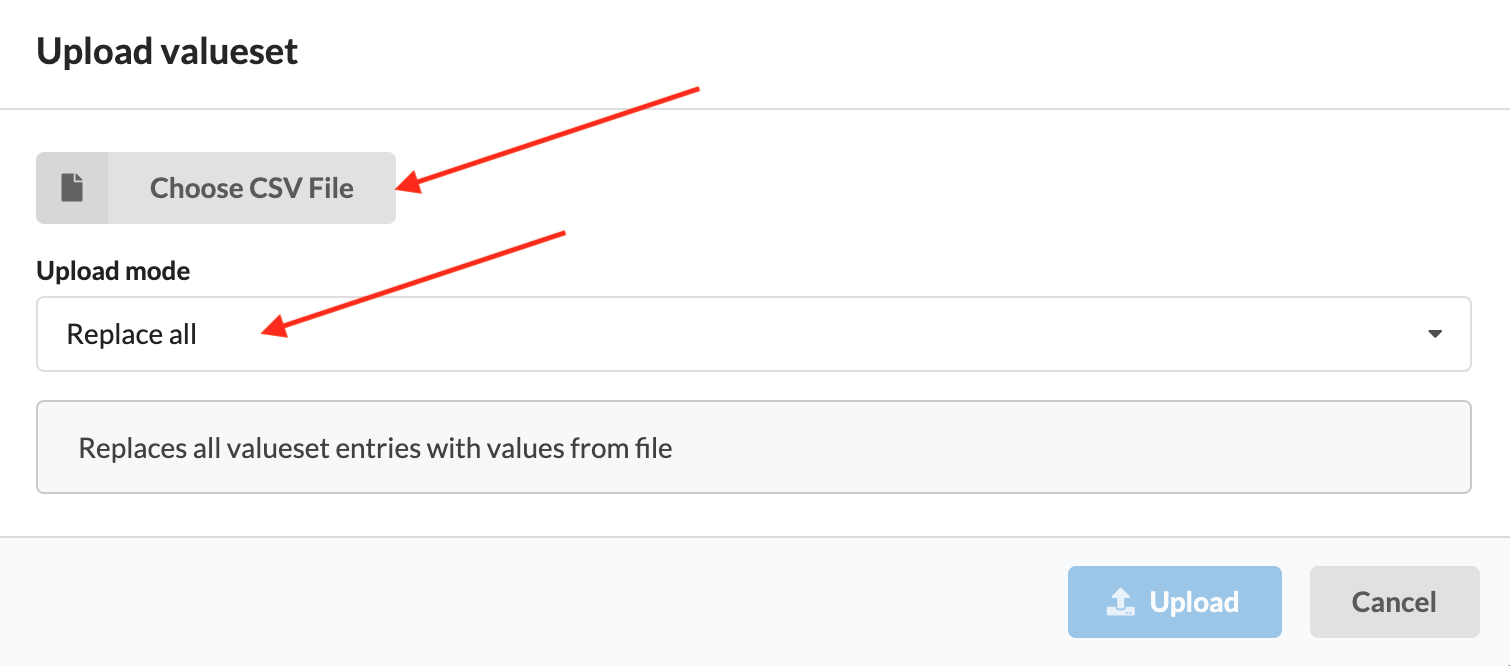 Upload valueset
Choose CSV File
Upload mode
Replace all
Replaces all valueset entries with values from file
Upload
Cancel